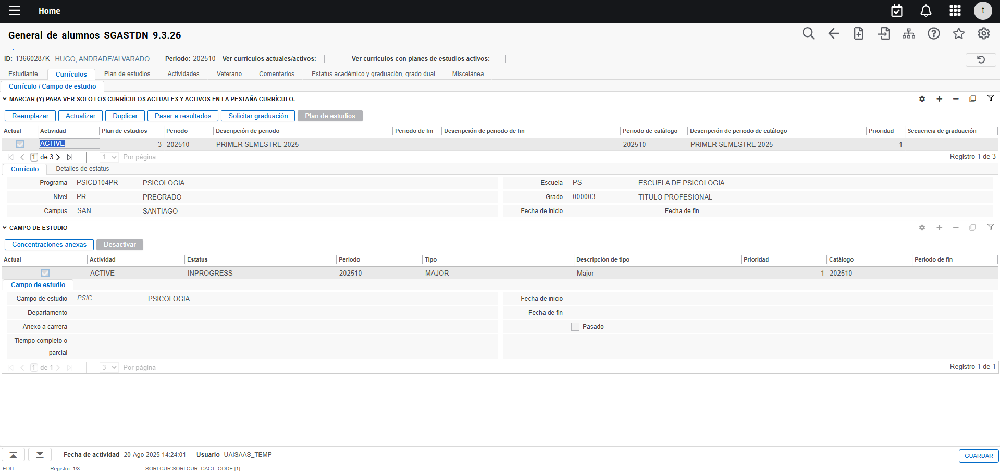 Home
t
General de alumnos SGASTDN 9.3.26
ID: 13660287K HUGO, ANDRADE/ALVARADO Periodo: 202510 Ver currículos actuales/activos: Ver currículos con planes de estudios activos:
Estudiante Currículos Plan de estudios Actividades Veterano Comentarios Estatus académico y graduación, grado dual Miscelánea
Currículo / Campo de estudio
MARCAR (Y) PARA VER SOLO LOS CURRÍCULOS ACTUALES Y ACTIVOS EN LA PESTAÑA CURRÍCULO.
Reemplazar Actualizar Duplicar Pasar a resultados Solicitar graduación Plan de estudios
Actual Actividad Plan de estudios Periodo Descripción de periodo Periodo de fin Descripción de periodo de fin Periodo de catálogo Descripción de periodo de catálogo Prioridad Secuencia de graduación
ACTIVE 3 202510 PRIMER SEMESTRE 2025 202510 PRIMER SEMESTRE 2025 1
1 de 3 1 Por página Registro 1 de 3
Currículo Detalles de estatus
Programa PSICD104PR PSICOLOGIA Escuela PS ESCUELA DE PSICOLOGIA
Nivel PR PREGRADO Grado 000003 TITULO PROFESIONAL
Campus SAN SANTIAGO Fecha de inicio Fecha de fin
CAMPO DE ESTUDIO
Concentraciones anexas Desactivar
Actual Actividad Estatus Periodo Tipo Descripción de tipo Prioridad Catálogo Periodo de fin
ACTIVE INPROGRESS 202510 MAJOR Major 1 202510
Campo de estudio
Campo de estudio PSIC PSICOLOGIA Fecha de inicio
Departamento Fecha de fin
Anexo a carrera Pasado
Tiempo completo o
parcial
1 de 1 3 Por página Registro 1 de 1
Fecha de actividad 20-Ago-2025 14:24:01 Usuario UAISAAS_TEMP GUARDAR
EDIT Registro: 1/3 SORLCUR.SORLCUR_CACT_CODE [1]